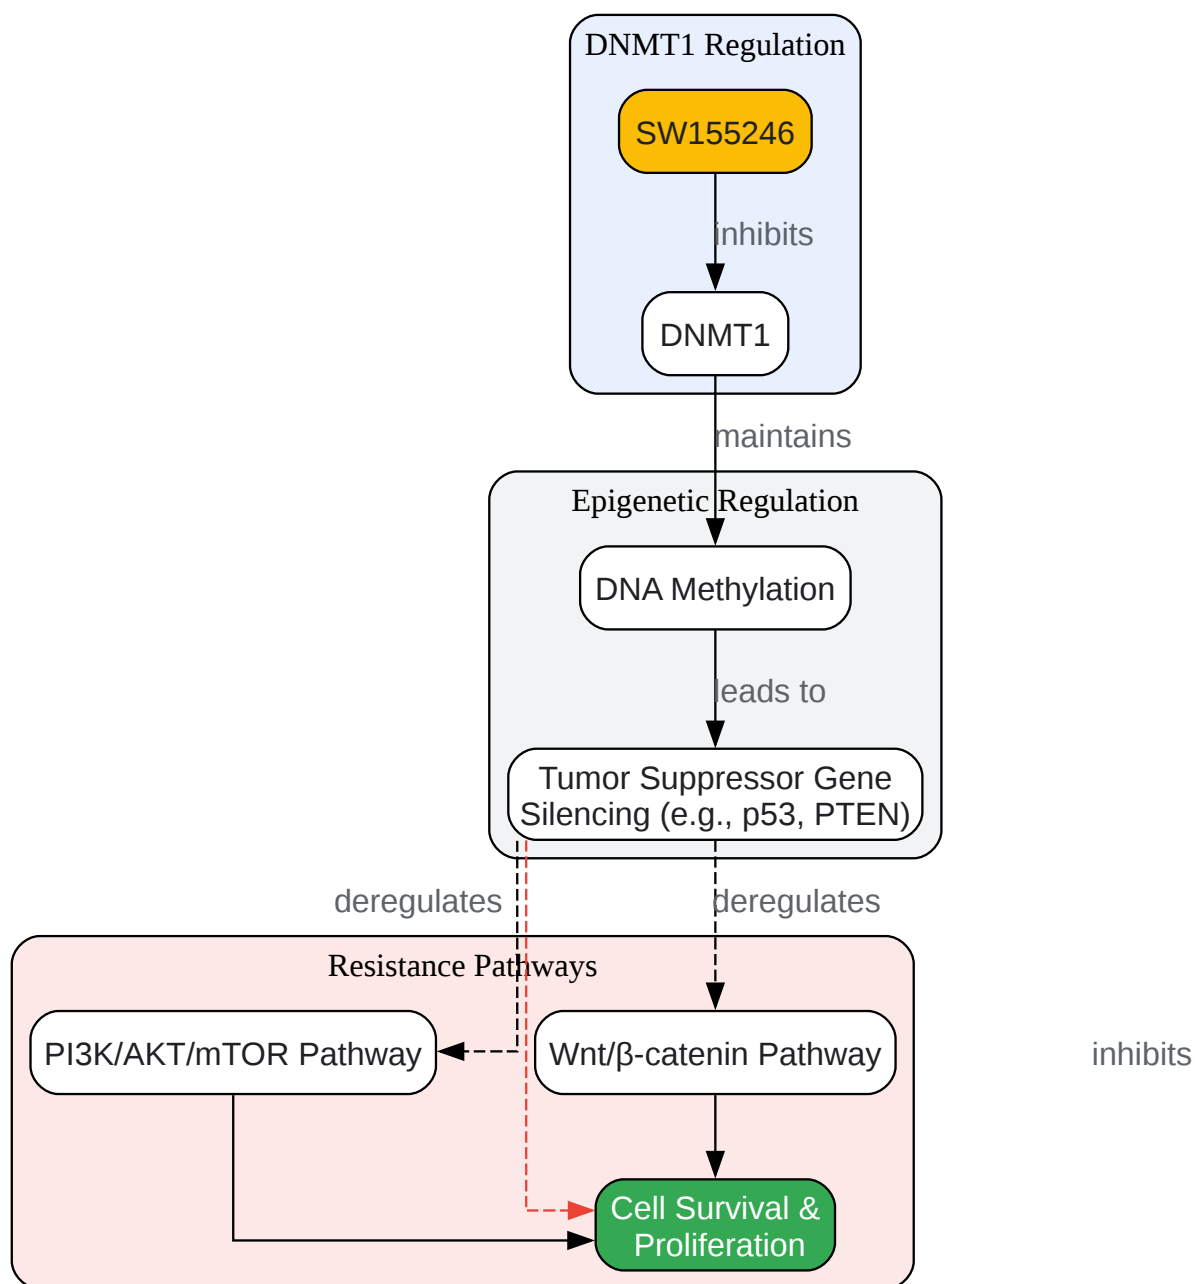 DNMT1 Regulation
SW155246
inhibits
DNMT1
maintains
Epigenetic Regulation
DNA Methylation
leads to
Tumor Suppressor Gene
Silencing (e.g., p53, PTEN)
deregulates
deregulates
Resistance Pathways
PI3K/AKT/mTOR Pathway
Wnt/β-catenin Pathway
inhibits
Cell Survival &
Proliferation